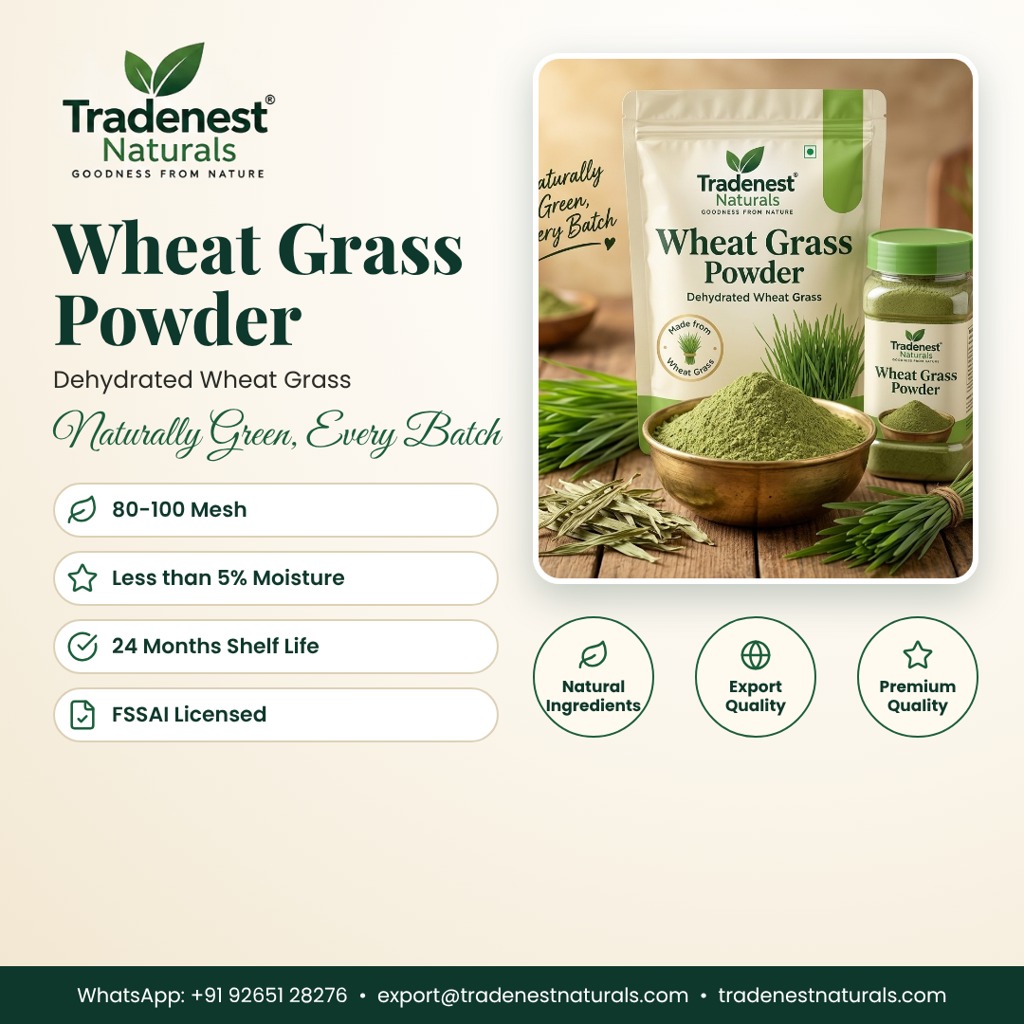 Tradenest®
Naturals
GOODNESS FROM NATURE
Wheat Grass
Powder
Dehydrated Wheat Grass
Naturally Green, Every Batch
80-100 Mesh
Less than 5% Moisture
24 Months Shelf Life
FSSAI Licensed
aturally
Green,
ery Batch
Tradenest®
Naturals
GOODNESS FROM NATURE
Wheat Grass
Powder
Dehydrated Wheat Grass
Made from
Wheat Grass
Tradenest®
Naturals
GOODNESS FROM NATURE
Wheat Grass
Powder
Natural
Ingredients
Export
Quality
Premium
Quality
WhatsApp: +91 92651 28276 • export@tradenestnaturals.com • tradenestnaturals.com